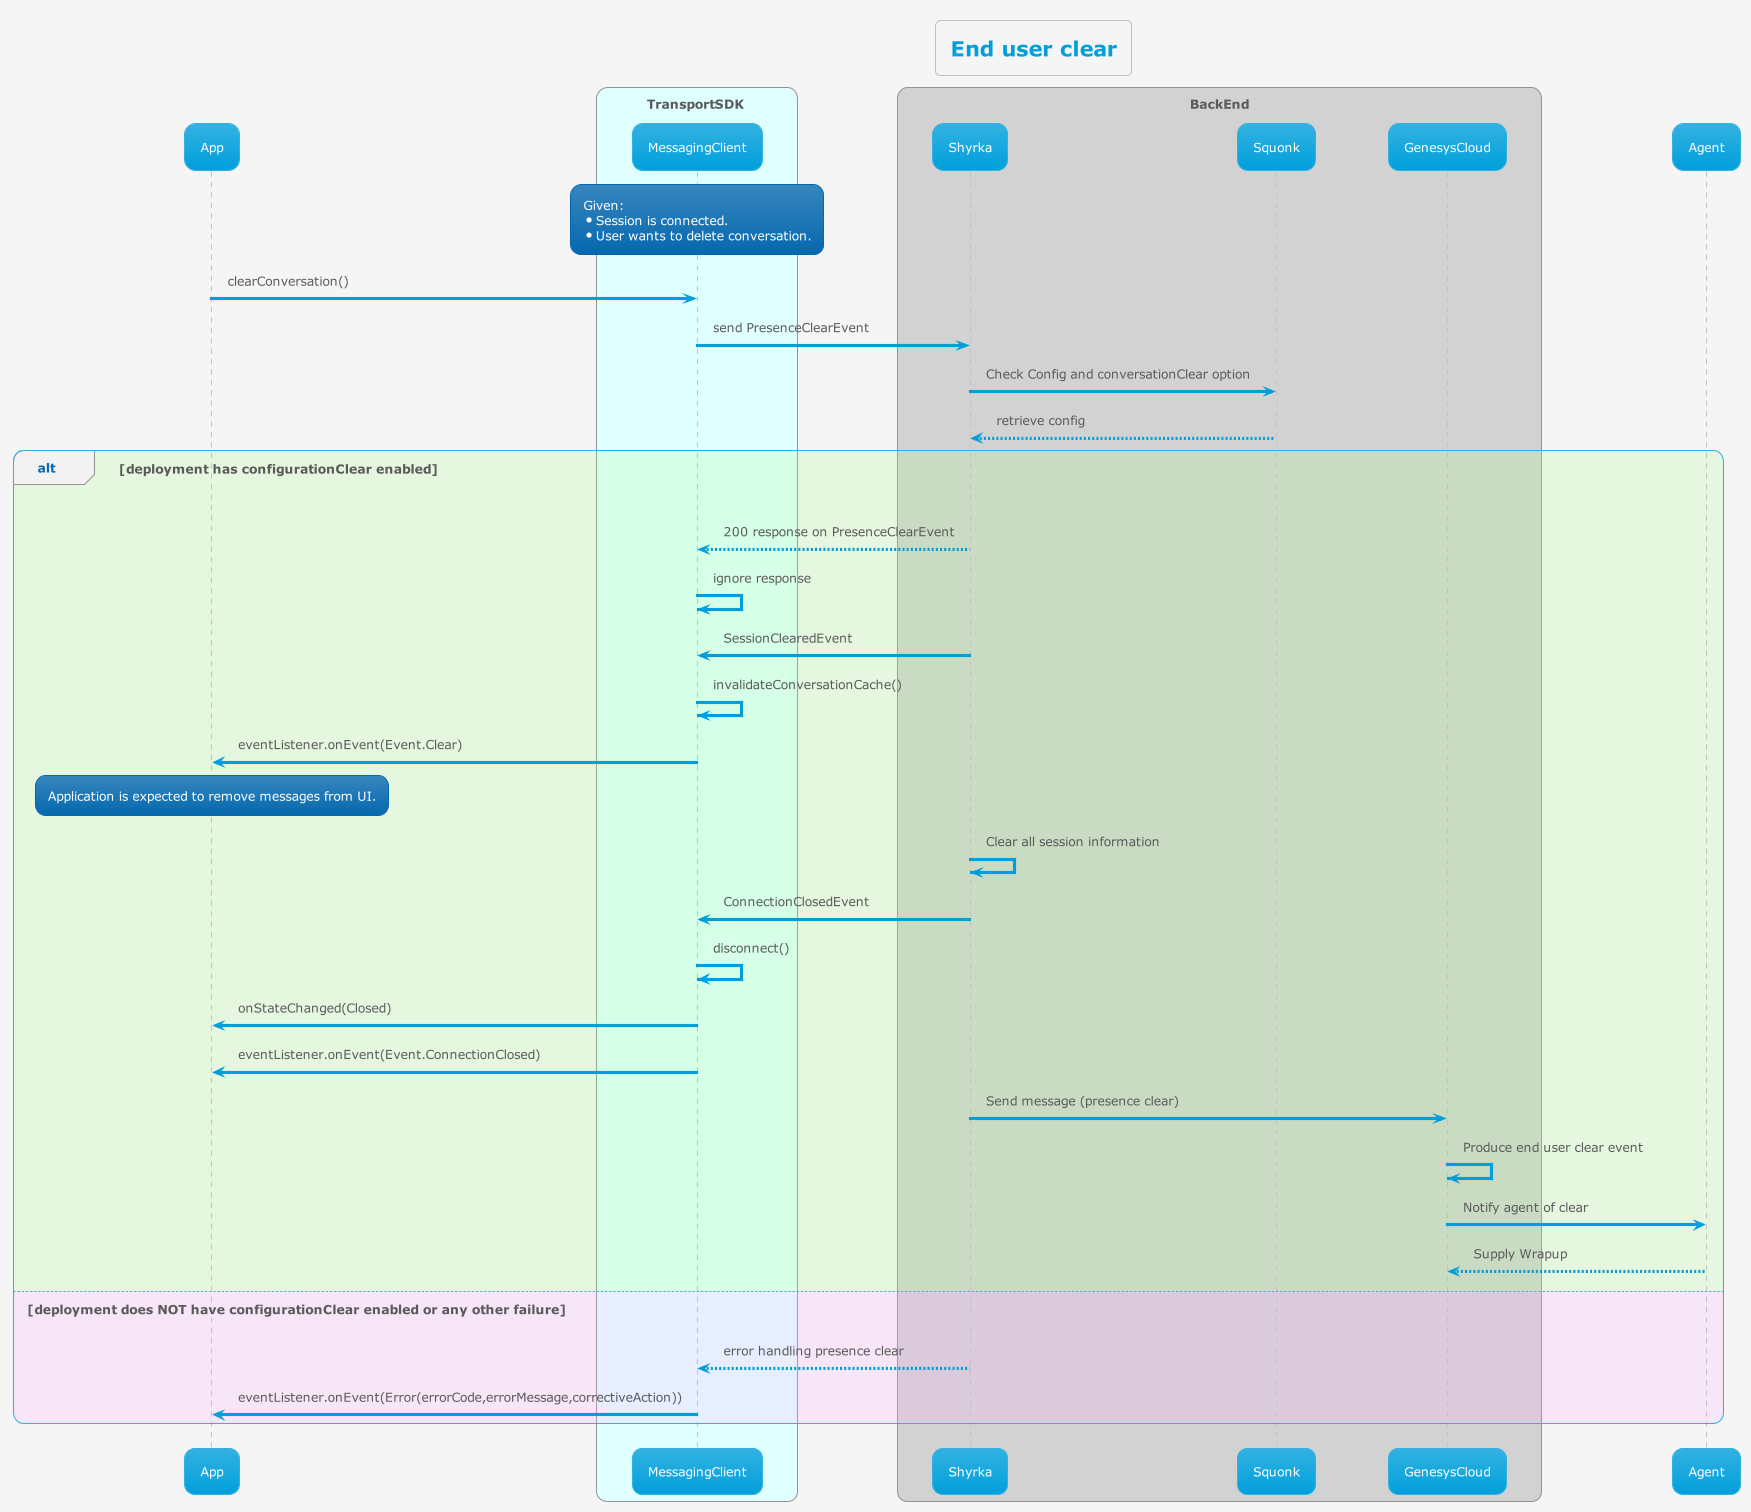 End user clear
TransportSDK
BackEnd
App
MessagingClient
Shyrka
Squonk
GenesysCloud
Agent
Given:
• Session is connected.
• User wants to delete conversation.
clearConversation()
send PresenceClearEvent
Check Config and conversationClear option
retrieve config
alt
[deployment has configurationClear enabled]
200 response on PresenceClearEvent
ignore response
SessionClearedEvent
invalidateConversationCache()
eventListener.onEvent(Event.Clear)
Application is expected to remove messages from UI.
Clear all session information
ConnectionClosedEvent
disconnect()
onStateChanged(Closed)
eventListener.onEvent(Event.ConnectionClosed)
Send message (presence clear)
Produce end user clear event
Notify agent of clear
Supply Wrapup
[deployment does NOT have configurationClear enabled or any other failure]
error handling presence clear
eventListener.onEvent(Error(errorCode,errorMessage,correctiveAction))
App
MessagingClient
Shyrka
Squonk
GenesysCloud
Agent